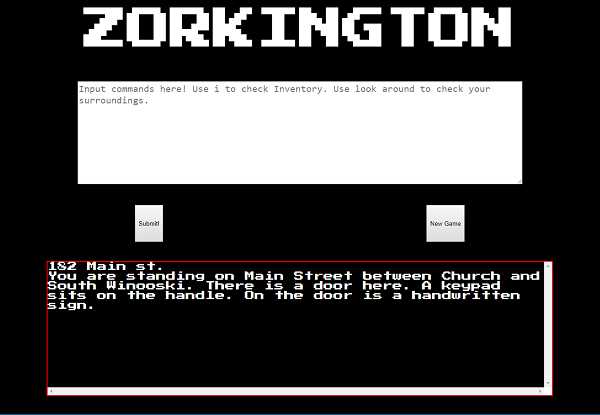 ZORKINGTON
Input commands here! Use i to check Inventory. Use look around to check your
surroundings.
Submit!
New Game
182 Main st.
You are standing on Main Street between Church and
South Winooski. There is a door here. A keypad
sits on the handle. On the door is a handwritten
sign.